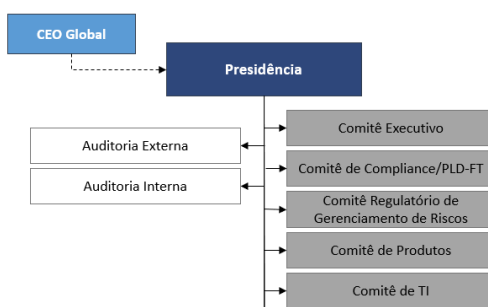 CEO Global
Presidência
Comitê Executivo
Auditoria Externa
Comitê de Compliance/PLD-FT
Auditoria Interna
Comitê Regulatório de
Gerenciamento de Riscos
Comitê de Produtos
Comitê de TI